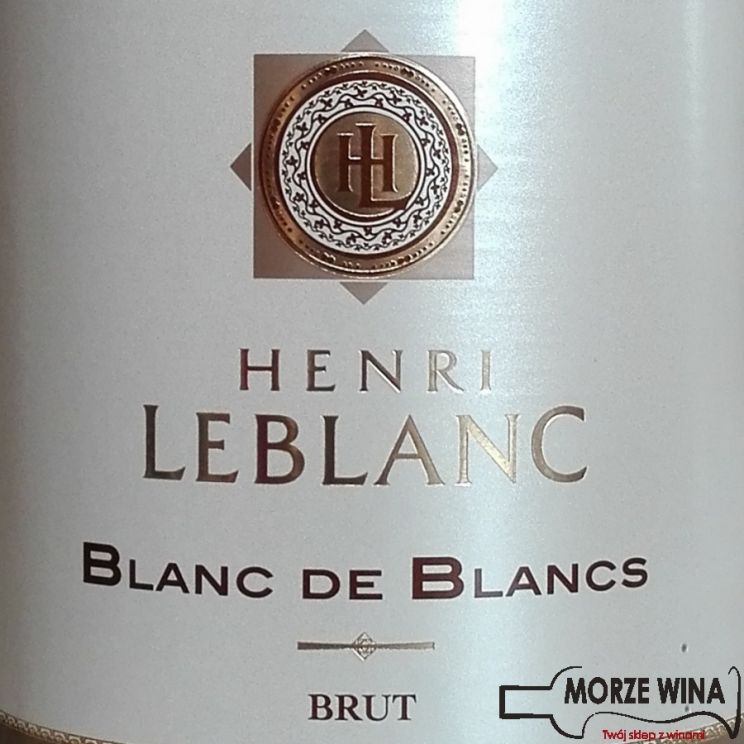 HL
HENRI
LEBLANC
BLANC DE BLANCS
BRUT
MORZE WINA
Twój sklep z winami